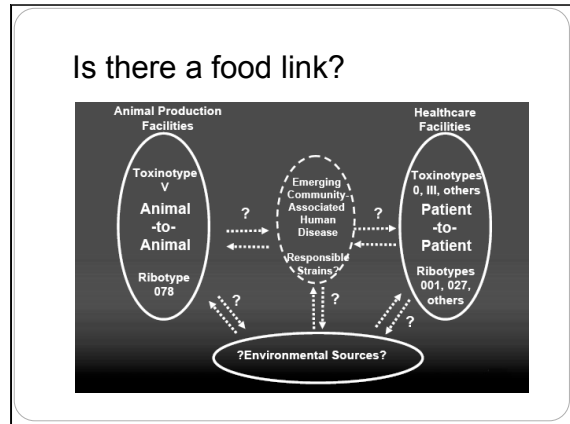 Is there a food link?
Animal Production
Facilities
Healthcare
Facilities
Toxinotype
V
Animal
-to-
Animal
Ribotype
078
?
Emerging
Community-
Associated
Human
Disease
Responsible
Strains?
?
Toxinotypes
0, III, others
Patient
-to-
Patient
Ribotypes
001, 027,
others
?
?
?
?Environmental Sources?